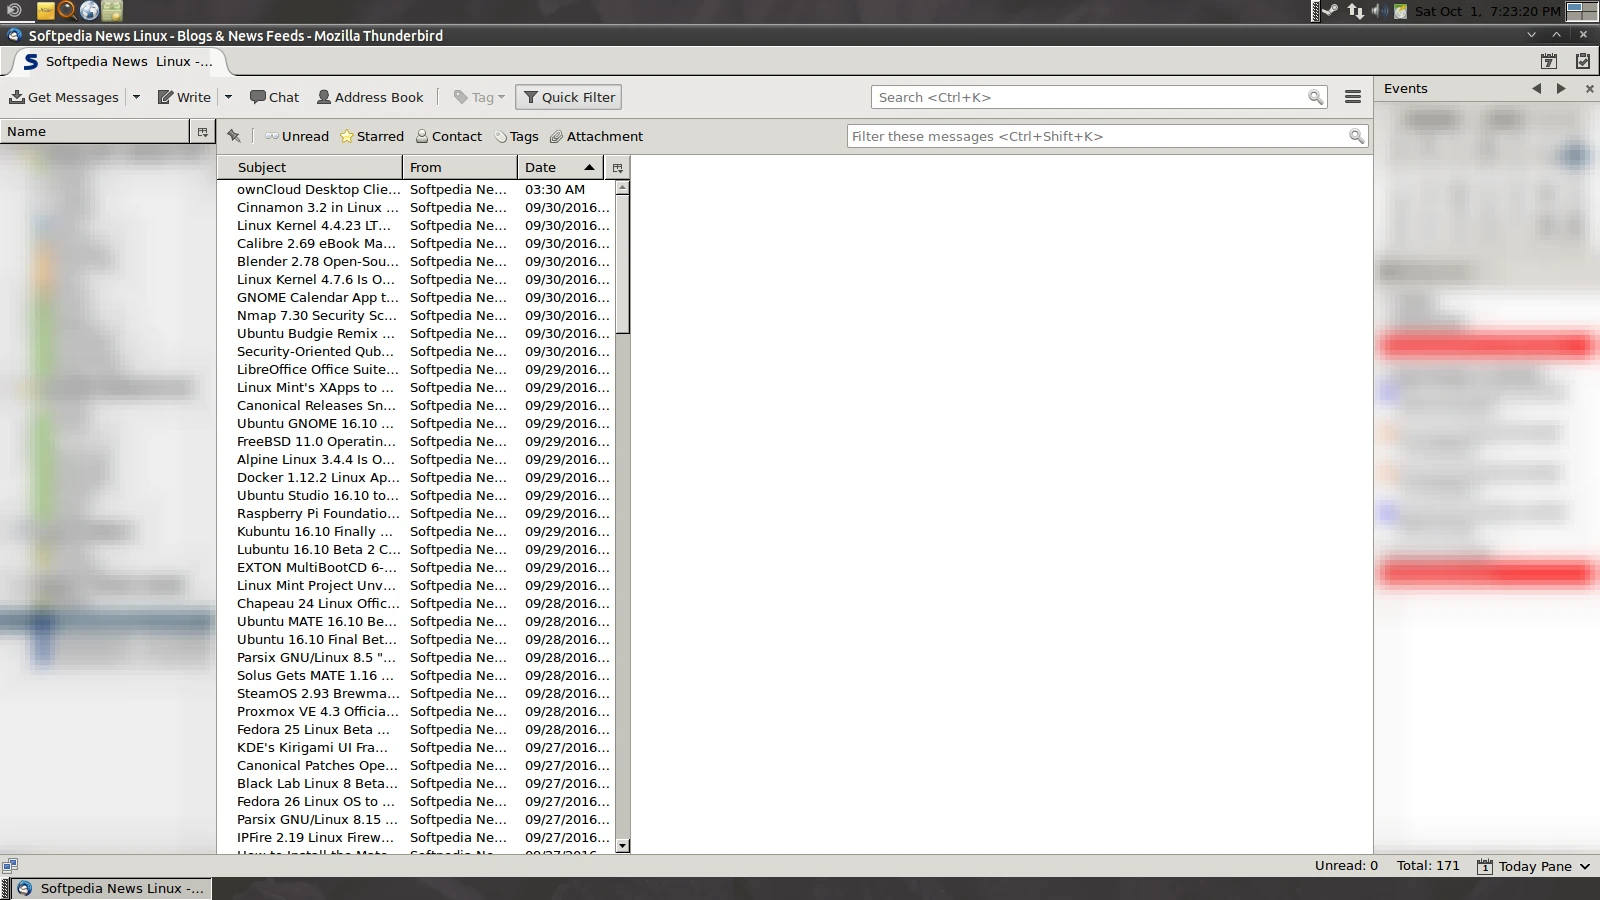 Sat Oct 1, 7:23:20 PM
Softpedia News Linux - Blogs & News Feeds - Mozilla Thunderbird
Softpedia News Linux -...
Get Messages Write Chat Address Book Tag Quick Filter Search <Ctrl+K> Events
Name Unread Starred Contact Tags Attachment Filter these messages <Ctrl+Shift+K>
Subject From Date
ownCloud Desktop Clie... Softpedia Ne... 03:30 AM
Cinnamon 3.2 in Linux ... Softpedia Ne... 09/30/2016...
Linux Kernel 4.4.23 LT... Softpedia Ne... 09/30/2016...
Calibre 2.69 eBook Ma... Softpedia Ne... 09/30/2016...
Blender 2.78 Open-Sou... Softpedia Ne... 09/30/2016...
Linux Kernel 4.7.6 Is O... Softpedia Ne... 09/30/2016...
GNOME Calendar App t... Softpedia Ne... 09/30/2016...
Nmap 7.30 Security Sc... Softpedia Ne... 09/30/2016...
Ubuntu Budgie Remix ... Softpedia Ne... 09/30/2016...
Security-Oriented Qub... Softpedia Ne... 09/30/2016...
LibreOffice Office Suite... Softpedia Ne... 09/29/2016...
Linux Mint's XApps to ... Softpedia Ne... 09/29/2016...
Canonical Releases Sn... Softpedia Ne... 09/29/2016...
Ubuntu GNOME 16.10 ... Softpedia Ne... 09/29/2016...
FreeBSD 11.0 Operatin... Softpedia Ne... 09/29/2016...
Alpine Linux 3.4.4 Is O... Softpedia Ne... 09/29/2016...
Docker 1.12.2 Linux Ap... Softpedia Ne... 09/29/2016...
Ubuntu Studio 16.10 to... Softpedia Ne... 09/29/2016...
Raspberry Pi Foundatio... Softpedia Ne... 09/29/2016...
Kubuntu 16.10 Finally ... Softpedia Ne... 09/29/2016...
Lubuntu 16.10 Beta 2 C... Softpedia Ne... 09/29/2016...
EXTON MultiBootCD 6-... Softpedia Ne... 09/29/2016...
Linux Mint Project Unv... Softpedia Ne... 09/29/2016...
Chapeau 24 Linux Offic... Softpedia Ne... 09/28/2016...
Ubuntu MATE 16.10 Be... Softpedia Ne... 09/28/2016...
Ubuntu 16.10 Final Bet... Softpedia Ne... 09/28/2016...
Parsix GNU/Linux 8.5 "... Softpedia Ne... 09/28/2016...
Solus Gets MATE 1.16 ... Softpedia Ne... 09/28/2016...
SteamOS 2.93 Brewma... Softpedia Ne... 09/28/2016...
Proxmox VE 4.3 Officia... Softpedia Ne... 09/28/2016...
Fedora 25 Linux Beta ... Softpedia Ne... 09/28/2016...
KDE's Kirigami UI Fra... Softpedia Ne... 09/27/2016...
Canonical Patches Ope... Softpedia Ne... 09/27/2016...
Black Lab Linux 8 Beta... Softpedia Ne... 09/27/2016...
Fedora 26 Linux OS to ... Softpedia Ne... 09/27/2016...
Parsix GNU/Linux 8.15 ... Softpedia Ne... 09/27/2016...
IPFire 2.19 Linux Firew... Softpedia Ne... 09/27/2016...
Unread: 0 Total: 171 Today Pane
Softpedia News Linux -...